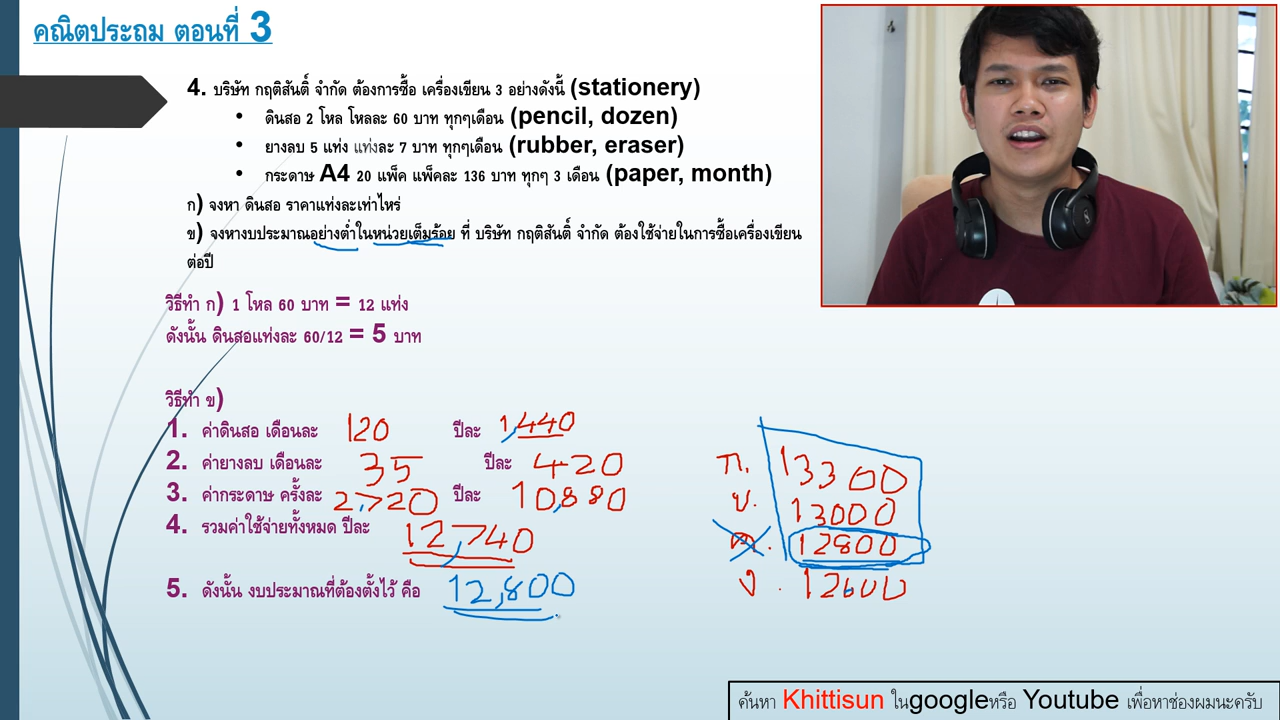 คณิตประถม ตอนที่ 3
4. บริษัท กฤติสันติ์ จำกัด ต้องการซื้อ เครื่องเขียน 3 อย่างดังนี้ (stationery)
• ดินสอ 2 โหล โหลละ 60 บาท ทุกๆเดือน (pencil, dozen)
• ยางลบ 5 แท่ง แท่งละ 7 บาท ทุกๆเดือน (rubber, eraser)
• กระดาษ A4 20 แพ็ค แพ็คละ 136 บาท ทุกๆ 3 เดือน (paper, month)
ก) จงหา ดินสอ ราคาแท่งละเท่าไหร่
ข) จงหางบประมาณอย่างต่ำในหน่วยเต็มร้อย ที่ บริษัท กฤติสันติ์ จำกัด ต้องใช้จ่ายในการซื้อเครื่องเขียน
ต่อปี
วิธีทำ ก) 1 โหล 60 บาท = 12 แท่ง
ดังนั้น ดินสอแท่งละ 60/12 = 5 บาท
วิธีทำ ข)
1. ค่าดินสอ เดือนละ 120 ปีละ 1,440
2. ค่ายางลบ เดือนละ 35 ปีละ 420
3. ค่ากระดาษ ครั้งละ 2,720 ปีละ 10,880
4. รวมค่าใช้จ่ายทั้งหมด ปีละ 12,740
5. ดังนั้น งบประมาณที่ต้องตั้งไว้ คือ 12,800
ก. 13300
ข. 13000
ค. 12800
ง. 12600
ค้นหา Khittisun ในgoogleหรือ Youtube เพื่อหาช่องผมนะครับ